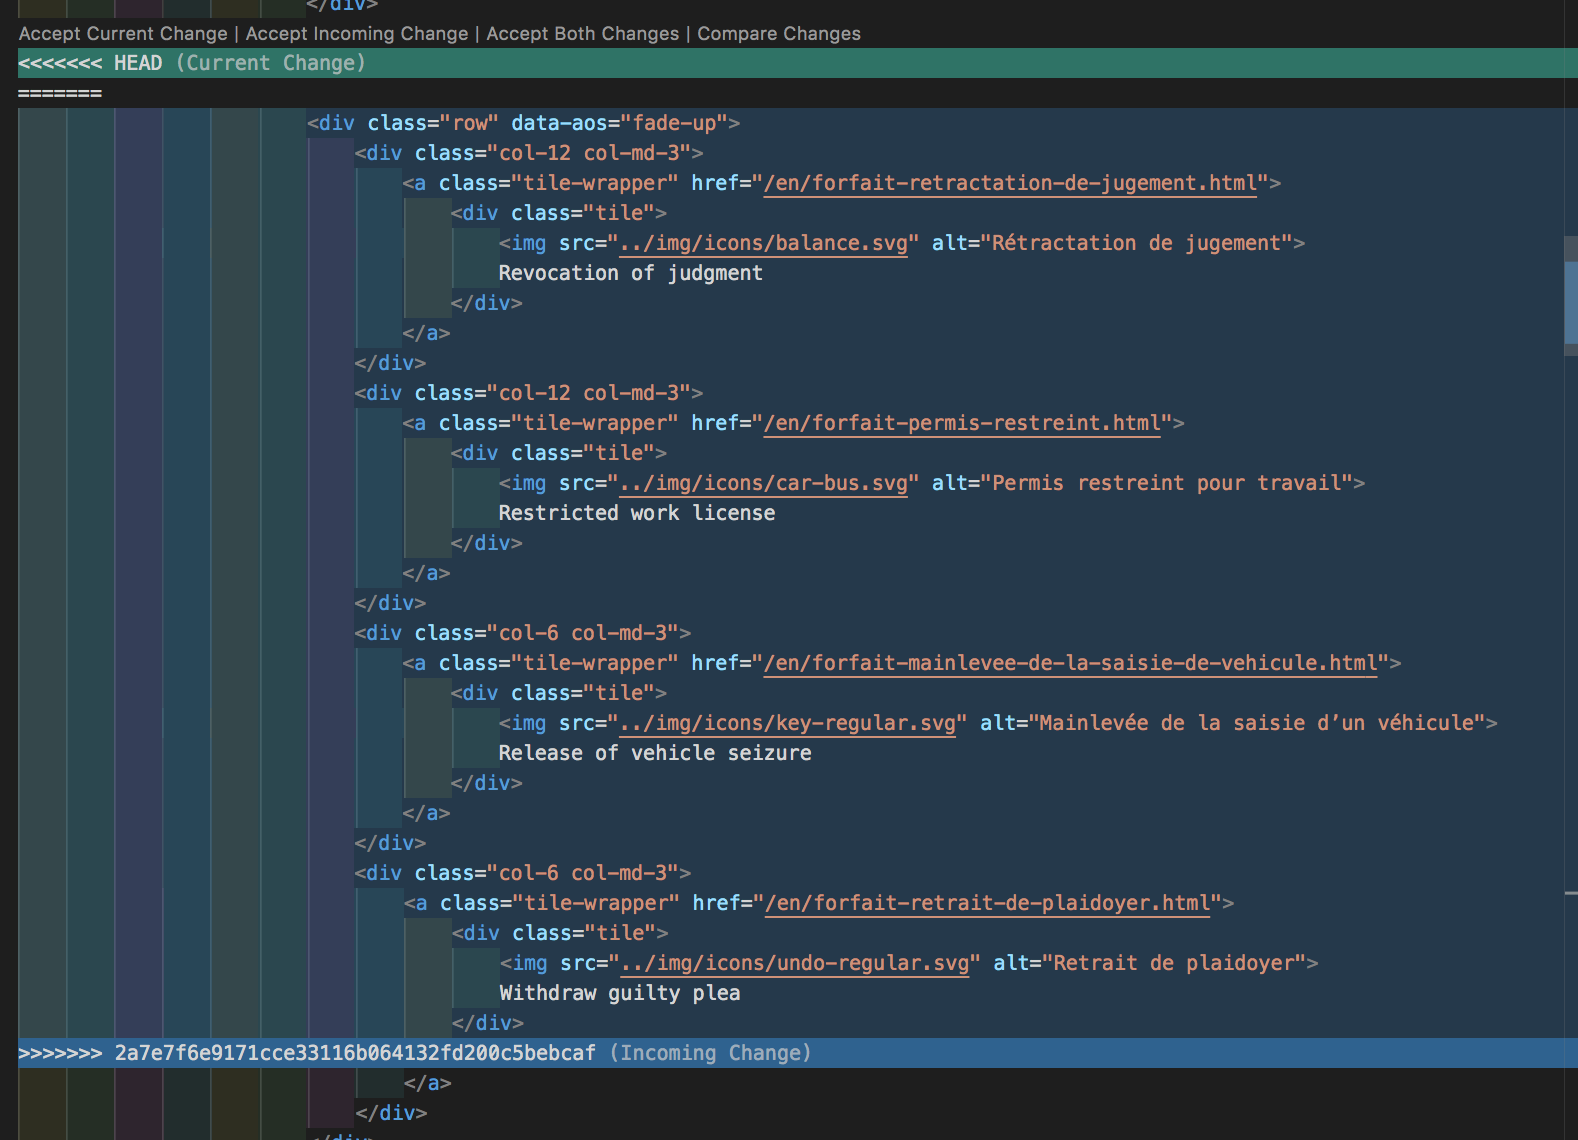 </div>
Accept Current Change | Accept Incoming Change | Accept Both Changes | Compare Changes
<<<<<<< HEAD (Current Change)
=======
<div class="row" data-aos="fade-up">
<div class="col-12 col-md-3">
<a class="tile-wrapper" href="/en/forfait-retractation-de-jugement.html">
<div class="tile">
<img src="../img/icons/balance.svg" alt="Rétractation de jugement">
Revocation of judgment
</div>
</a>
</div>
<div class="col-12 col-md-3">
<a class="tile-wrapper" href="/en/forfait-permis-restreint.html">
<div class="tile">
<img src="../img/icons/car-bus.svg" alt="Permis restreint pour travail">
Restricted work license
</div>
</a>
</div>
<div class="col-6 col-md-3">
<a class="tile-wrapper" href="/en/forfait-mainlevee-de-la-saisie-de-vehicule.html">
<div class="tile">
<img src="../img/icons/key-regular.svg" alt="Mainlevée de la saisie d’un véhicule">
Release of vehicle seizure
</div>
</a>
</div>
<div class="col-6 col-md-3">
<a class="tile-wrapper" href="/en/forfait-retrait-de-plaidoyer.html">
<div class="tile">
<img src="../img/icons/undo-regular.svg" alt="Retrait de plaidoyer">
Withdraw guilty plea
</div>
>>>>>>> 2a7e7f6e9171cce33116b064132fd200c5bebcaf (Incoming Change)
</a>
</div>
</div>